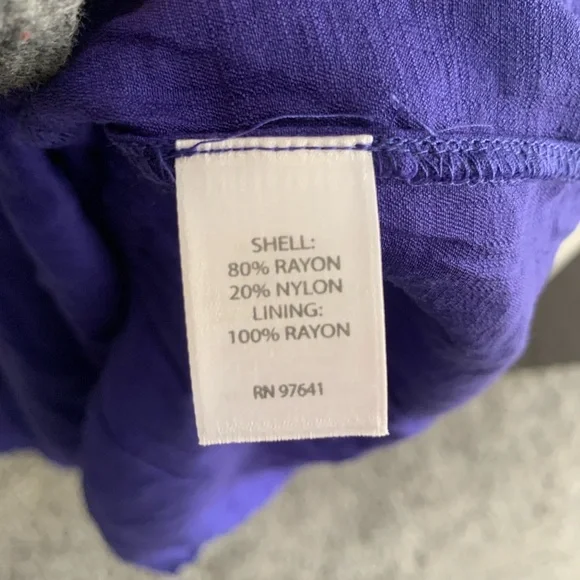 SHELL:
80% RAYON
20% NYLON
LINING:
100% RAYON
RN 97641